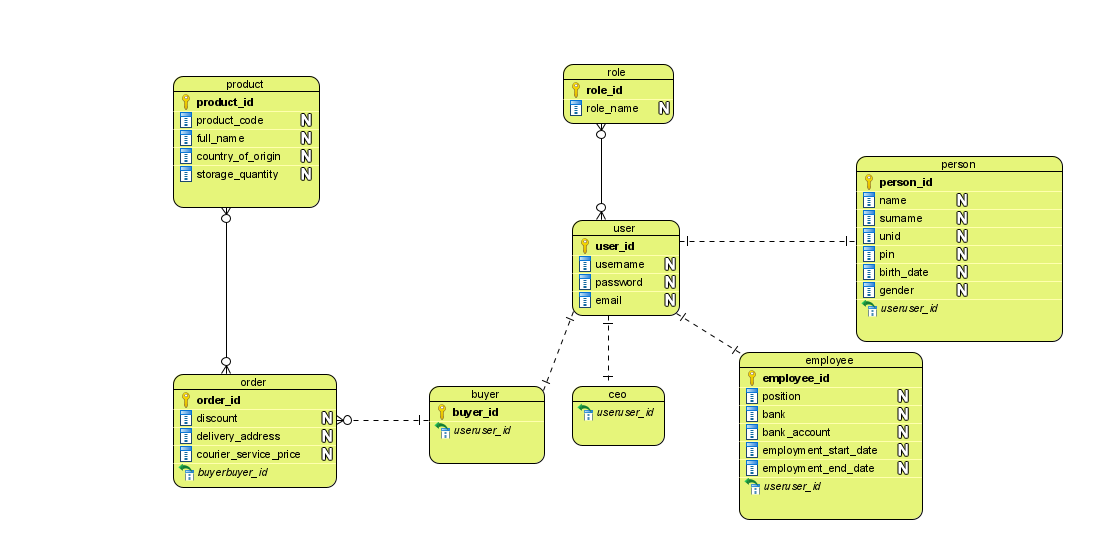 product
product_id
product_code N
full_name N
country_of_origin N
storage_quantity N
role
role_id
role_name N
person
person_id
name N
surname N
unid N
pin N
birth_date N
gender N
useruser_id
user
user_id
username N
password N
email N
order
order_id
discount N
delivery_address N
courier_service_price N
buyerbuyer_id
buyer
buyer_id
useruser_id
ceo
useruser_id
employee
employee_id
position N
bank N
bank_account N
employment_start_date N
employment_end_date N
useruser_id